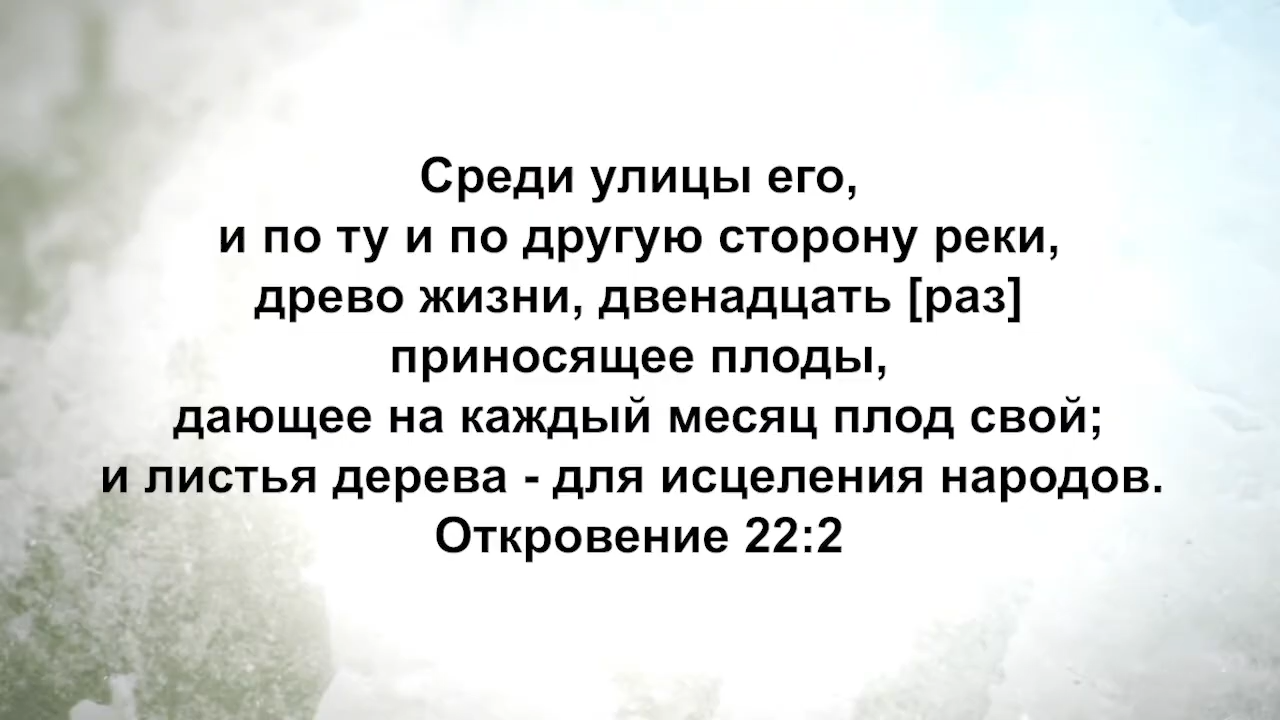 Среди улицы его,
и по ту и по другую сторону реки,
древо жизни, двенадцать [раз]
приносящее плоды,
дающее на каждый месяц плод свой;
и листья дерева - для исцеления народов.
Откровение 22:2